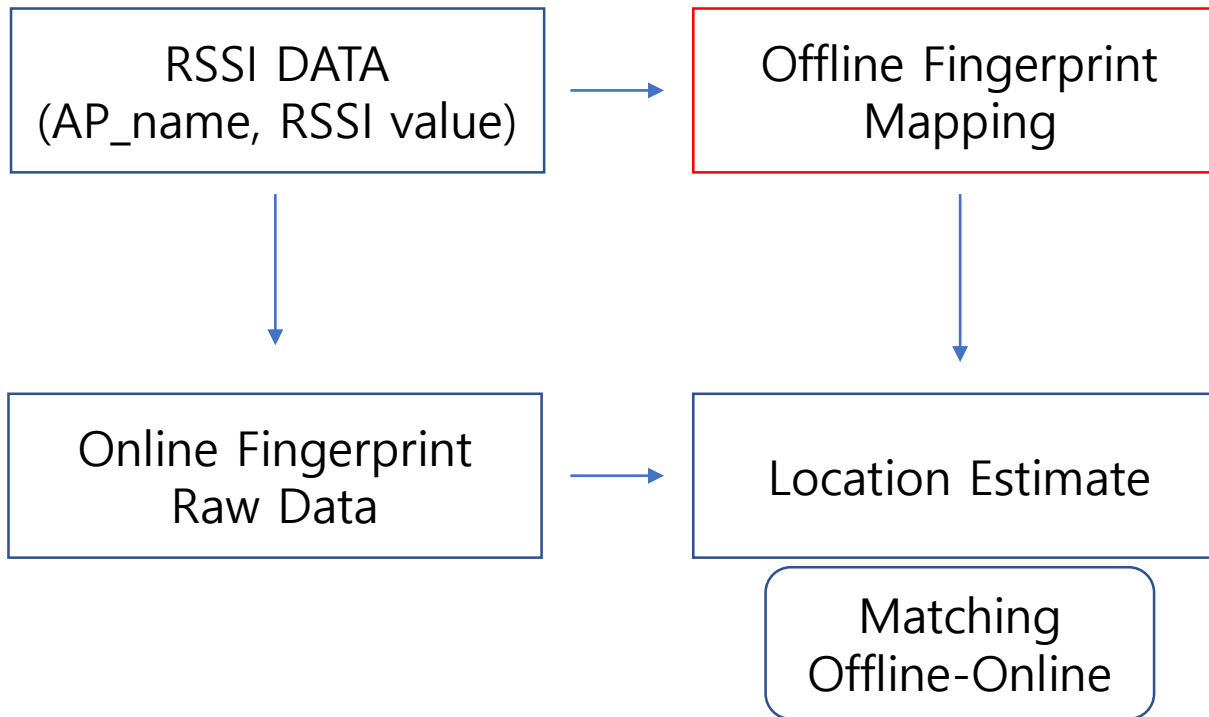 RSSI DATA
(AP_name, RSSI value)
Offline Fingerprint
Mapping
Online Fingerprint
Raw Data
Location Estimate
Matching
Offline-Online